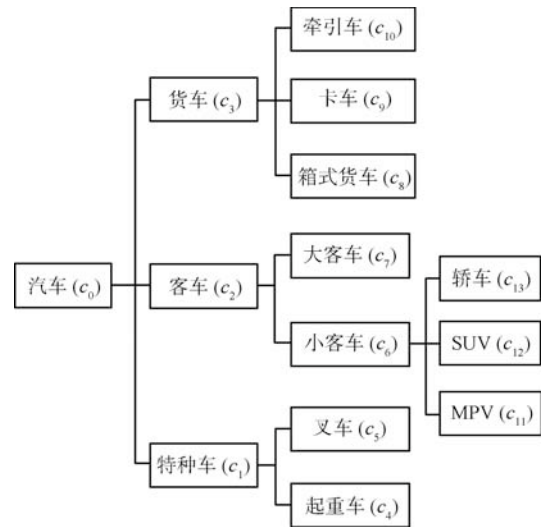 牵引车 (c10)
货车 (c3)
卡车 (c9)
箱式货车 (c8)
大客车 (c7)
轿车 (c13)
汽车 (c0)
客车 (c2)
小客车 (c6)
SUV (c12)
叉车 (c5)
MPV (c11)
特种车 (c1)
起重车 (c4)